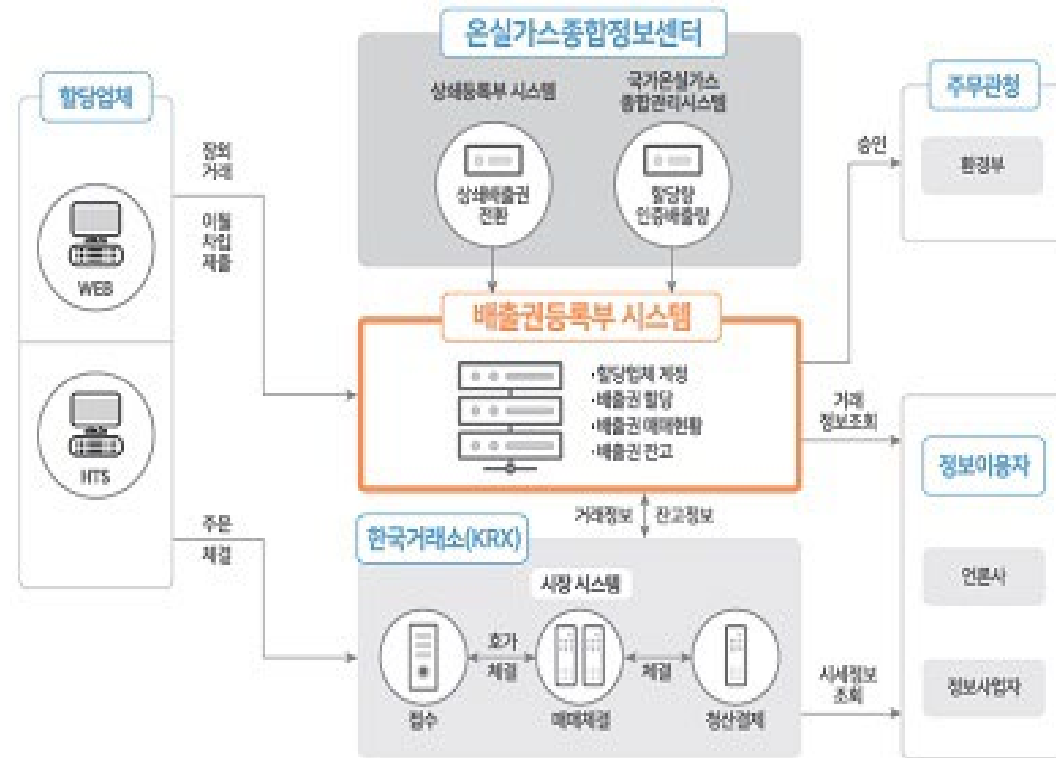 온실가스종합정보센터
상쇄등록부 시스템
국가온실가스
종합관리시스템
상쇄배출권
전환
할당량
인증배출량
할당업체
WEB
HTS
장외
거래
이월
차입
제출
주문
체결
배출권등록부 시스템
·할당업체 계정
·배출권 할당
·배출권 매매현황
·배출권 잔고
승인
주무관청
환경부
거래
정보조회
정보이용자
언론사
정보사업자
거래정보
잔고정보
한국거래소(KRX)
시장 시스템
접수
호가
체결
매매체결
체결
청산결제
시세정보
조회